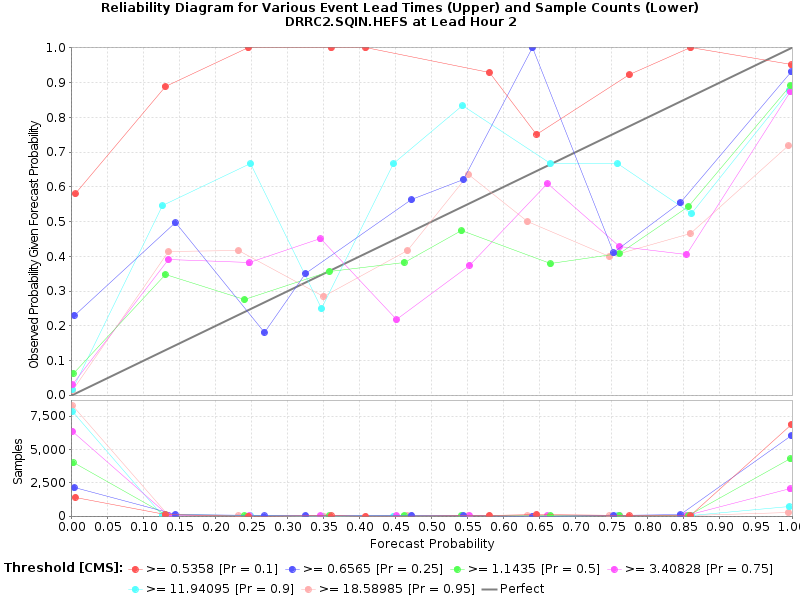 Reliability Diagram for Various Event Lead Times (Upper) and Sample Counts (Lower)
DRRC2.SQIN.HEFS at Lead Hour 2
Observed Probability Given Forecast Probability
1.0
0.9
0.8
0.7
0.6
0.5
0.4
0.3
0.2
0.1
0.0
Samples
7,500
5,000
2,500
0
0.00 0.05 0.10 0.15 0.20 0.25 0.30 0.35 0.40 0.45 0.50 0.55 0.60 0.65 0.70 0.75 0.80 0.85 0.90 0.95 1.0
Forecast Probability
Threshold [CMS]: >= 0.5358 [Pr = 0.1] >= 0.6565 [Pr = 0.25] >= 1.1435 [Pr = 0.5] >= 3.40828 [Pr = 0.75]
>= 11.94095 [Pr = 0.9] >= 18.58985 [Pr = 0.95] Perfect